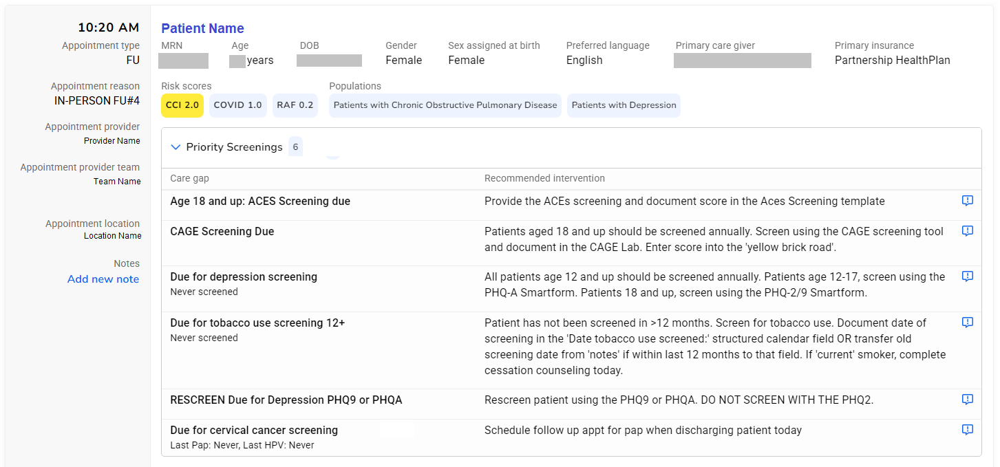 10:20 AM
Appointment type
FU
Appointment reason
IN-PERSON FU#4
Appointment provider
Provider Name
Appointment provider team
Team Name
Appointment location
Location Name
Notes
Add new note
Patient Name
MRN Age DOB Gender Sex assigned at birth Preferred language Primary care giver Primary insurance
years Female Female English Partnership HealthPlan
Risk scores Populations
CCI 2.0 COVID 1.0 RAF 0.2 Patients with Chronic Obstructive Pulmonary Disease Patients with Depression
Priority Screenings 6
Care gap Recommended intervention
Age 18 and up: ACES Screening due
Provide the ACEs screening and document score in the Aces Screening template
CAGE Screening Due
Patients aged 18 and up should be screened annually. Screen using the CAGE screening tool
and document in the CAGE Lab. Enter score into the 'yellow brick road'.
Due for depression screening
Never screened
All patients age 12 and up should be screened annually. Patients age 12-17, screen using the
PHQ-A Smartform. Patients 18 and up, screen using the PHQ-2/9 Smartform.
Due for tobacco use screening 12+
Never screened
Patient has not been screened in >12 months. Screen for tobacco use. Document date of
screening in the 'Date tobacco use screened:' structured calendar field OR transfer old
screening date from 'notes' if within last 12 months to that field. If 'current' smoker, complete
cessation counseling today.
RESCREEN Due for Depression PHQ9 or PHQA
Rescreen patient using the PHQ9 or PHQA. DO NOT SCREEN WITH THE PHQ2.
Due for cervical cancer screening
Last Pap: Never, Last HPV: Never
Schedule follow up appt for pap when discharging patient today